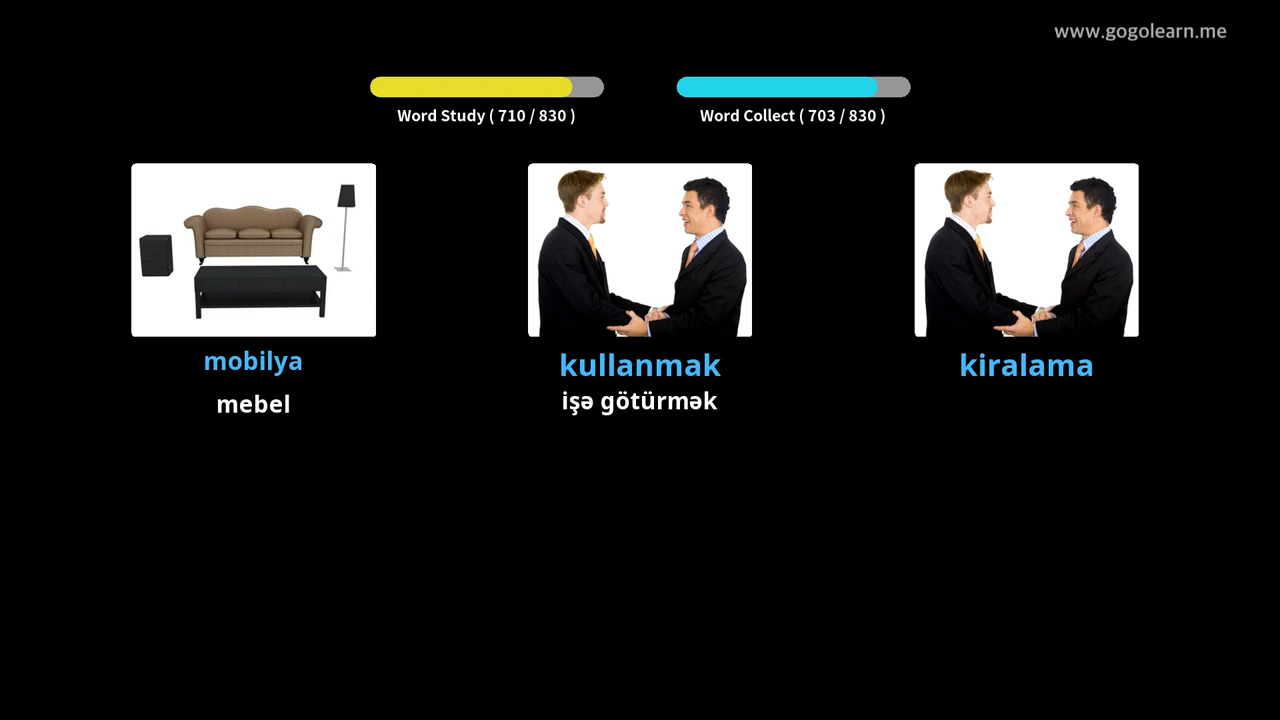 www.gogolearn.me
Word Study ( 710 / 830 )
Word Collect ( 703 / 830 )
mobilya
mebel
kullanmak
işə götürmək
kiralama